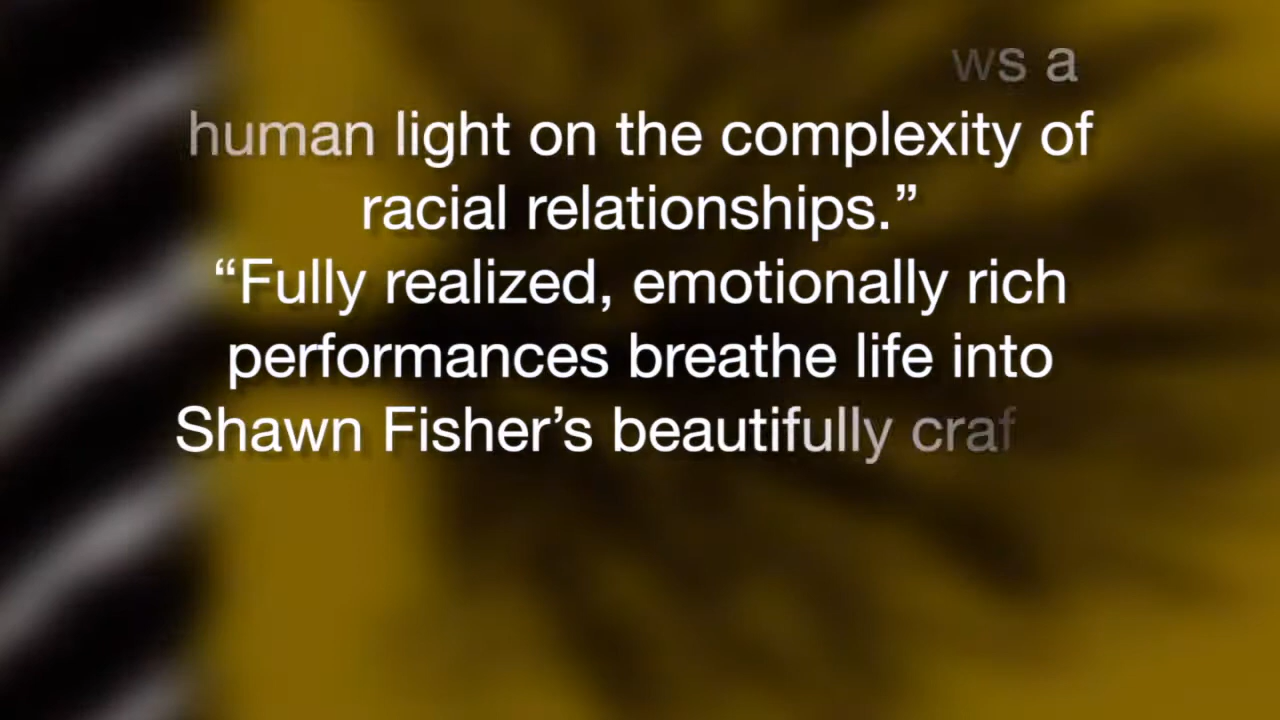 ws a
human light on the complexity of
racial relationships.”
“Fully realized, emotionally rich
performances breathe life into
Shawn Fisher’s beautifully craf